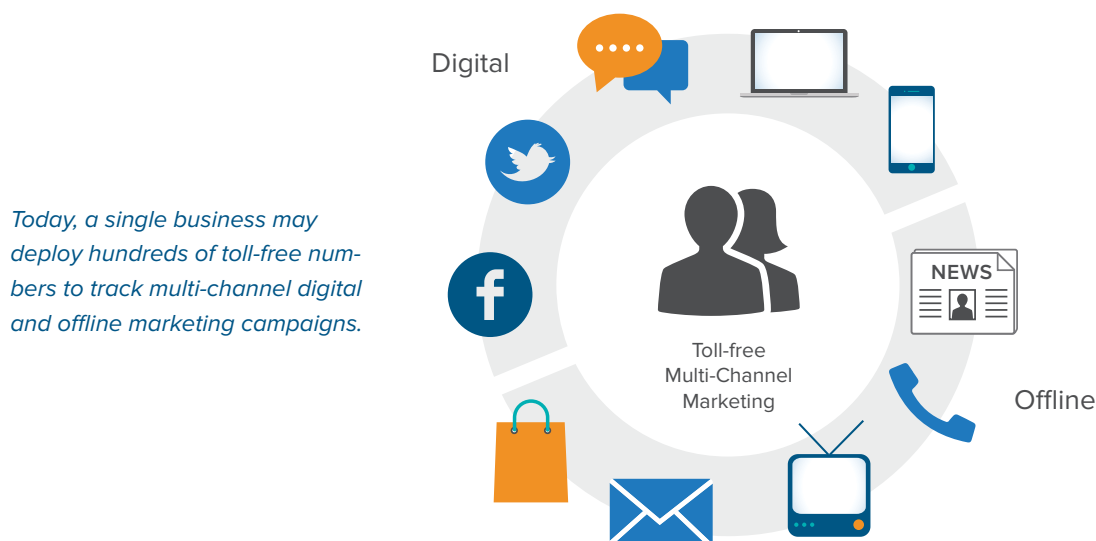 Digital
Today, a single business may
deploy hundreds of toll-free num-
bers to track multi-channel digital
and offline marketing campaigns.
f
NEWS
Toll-free
Multi-Channel
Marketing
Offline